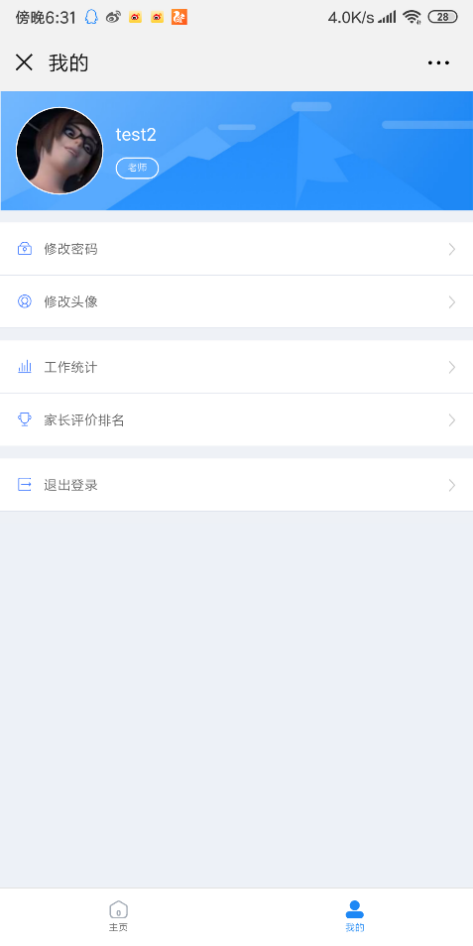 傍晚6:31 4.0K/s 28
我的
test2
老师
修改密码
修改头像
工作统计
家长评价排名
退出登录
主页 我的